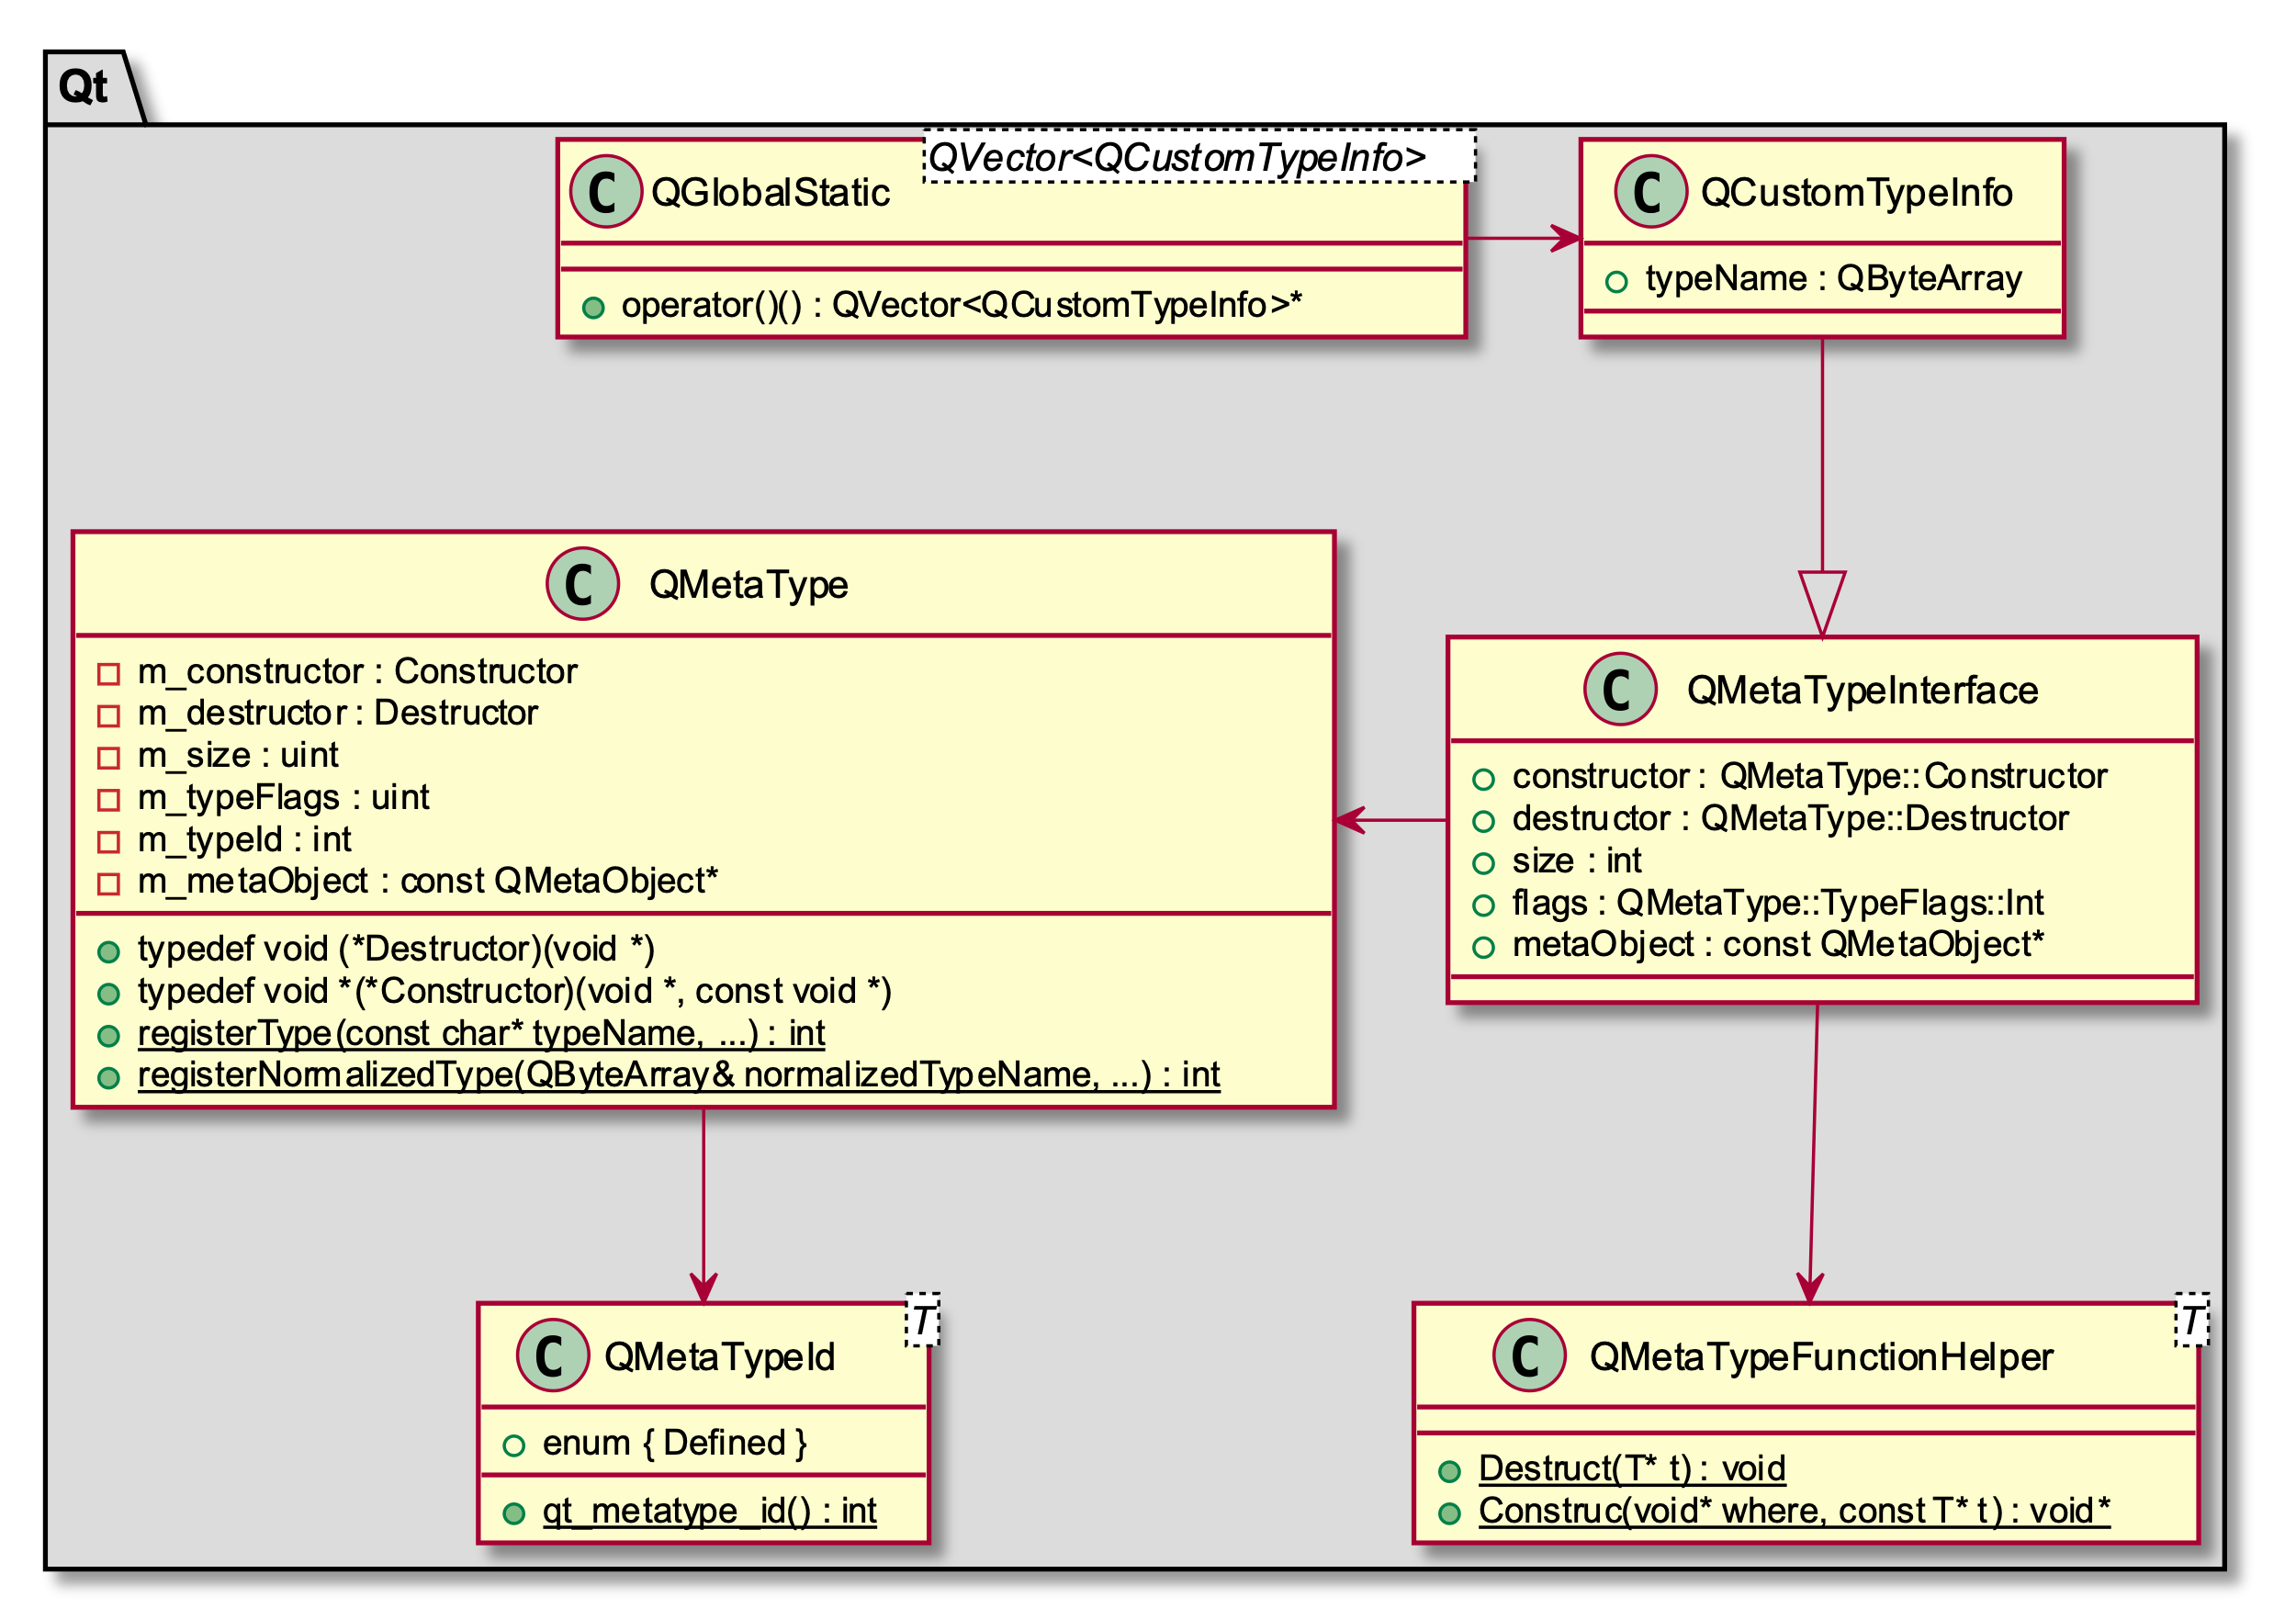 Qt
C QGlobalStatic
QVector<QCustomTypeInfo>
operator()() : QVector<QCustomTypeInfo>*
C QCustomTypeInfo
typeName : QByteArray
C QMetaType
m_constructor : Constructor
m_destructor : Destructor
m_size : uint
m_typeFlags : uint
m_typeId : int
m_metaObject : const QMetaObject*
typedef void (*Destructor)(void *)
typedef void *(*Constructor)(void *, const void *)
registerType(const char* typeName, ...) : int
registerNormalizedType(QByteArray& normalizedTypeName, ...) : int
C QMetaTypeInterface
constructor : QMetaType::Constructor
destructor : QMetaType::Destructor
size : int
flags : QMetaType::TypeFlags::Int
metaObject : const QMetaObject*
C QMetaTypeId
T
enum { Defined }
qt_metatype_id() : int
C QMetaTypeFunctionHelper
T
Destruct(T* t) : void
Construc(void* where, const T* t) : void*